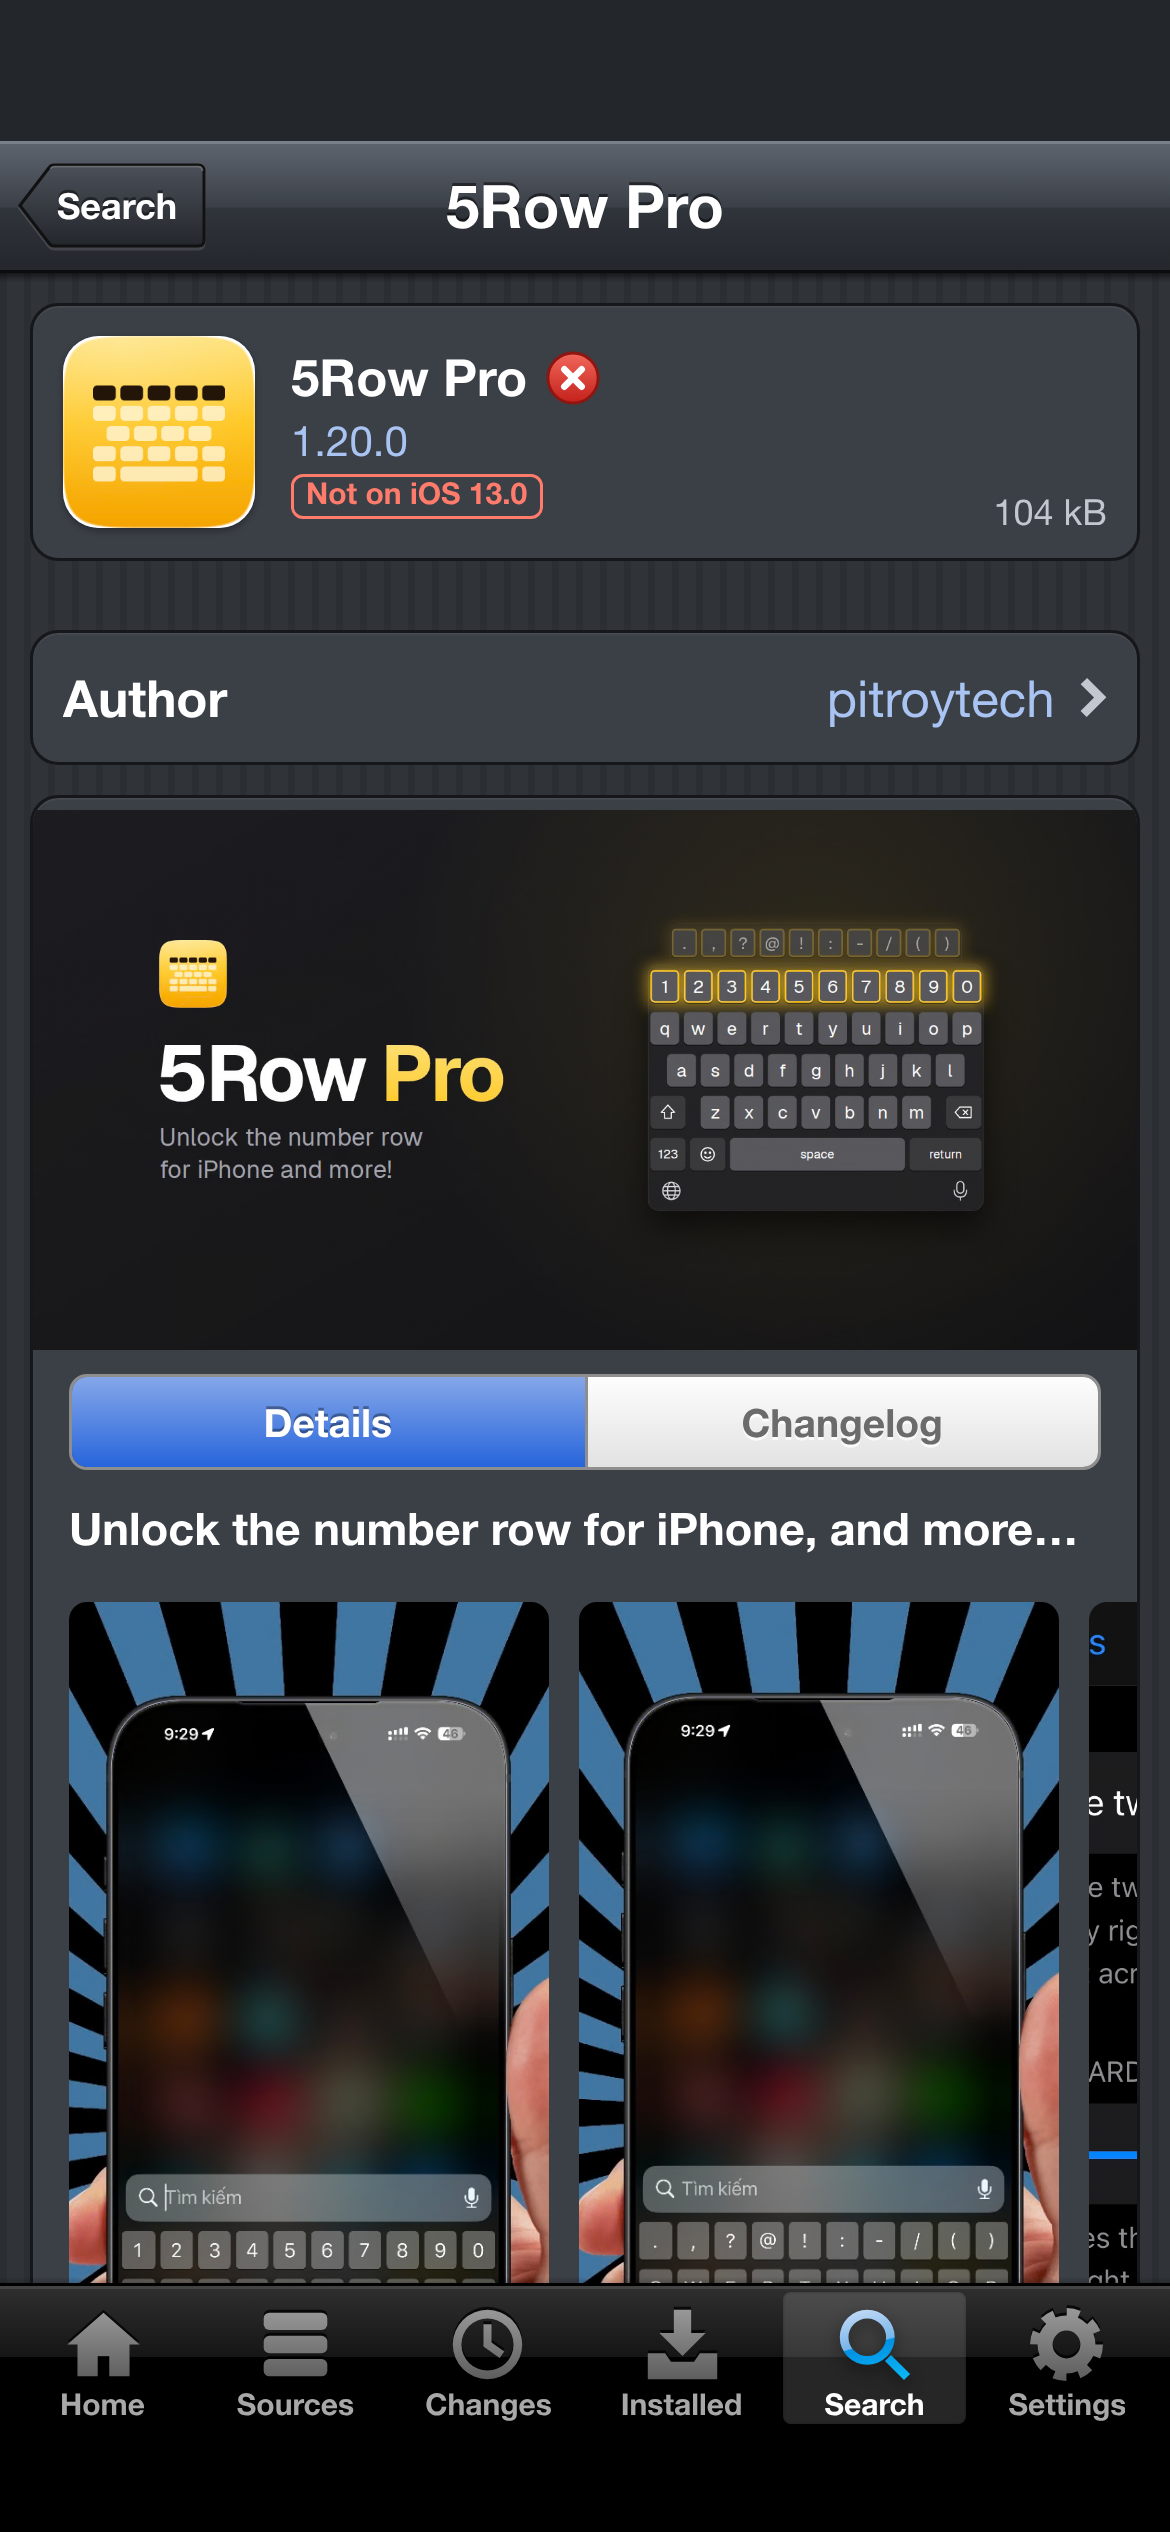 Search
5Row Pro
5Row Pro
1.20.0
Not on iOS 13.0
104 kB
Author
pitroytech
. , ? @ ! : - / ( )
1 2 3 4 5 6 7 8 9 0
q w e r t y u i o p
a s d f g h j k l
z x c v b n m
123 space return
5Row Pro
Unlock the number row
for iPhone and more!
Details
Changelog
Unlock the number row for iPhone, and more...
9:29
46
Tìm kiếm
1 2 3 4 5 6 7 8 9 0
9:29
46
Tìm kiếm
. , ? @ ! : - / ( )
Home
Sources
Changes
Installed
Search
Settings